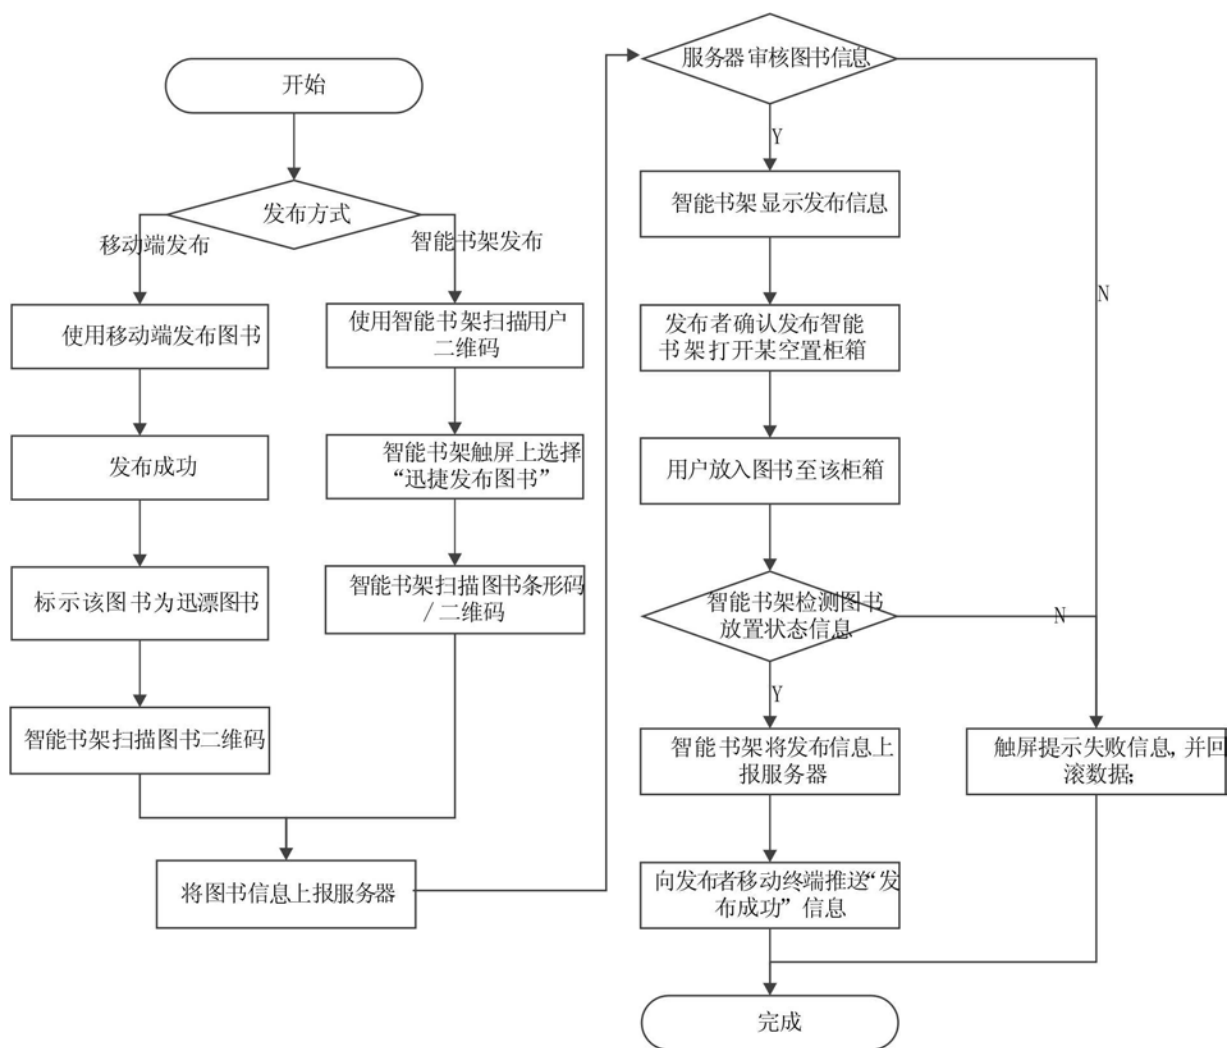 开始
发布方式
移动端发布
智能书架发布
使用移动端发布图书
发布成功
标示该图书为迅漂图书
智能书架扫描图书二维码
使用智能书架扫描用户
二维码
智能书架触屏上选择
“迅捷发布图书”
智能书架扫描图书条形码
/二维码
将图书信息上报服务器
服务器审核图书信息
Y
N
智能书架显示发布信息
发布者确认发布智能
书架打开某空置柜箱
用户放入图书至该柜箱
智能书架检测图书
放置状态信息
N
Y
智能书架将发布信息上
报服务器
触屏提示失败信息,并回
滚数据;
向发布者移动终端推送“发
布成功”信息
完成